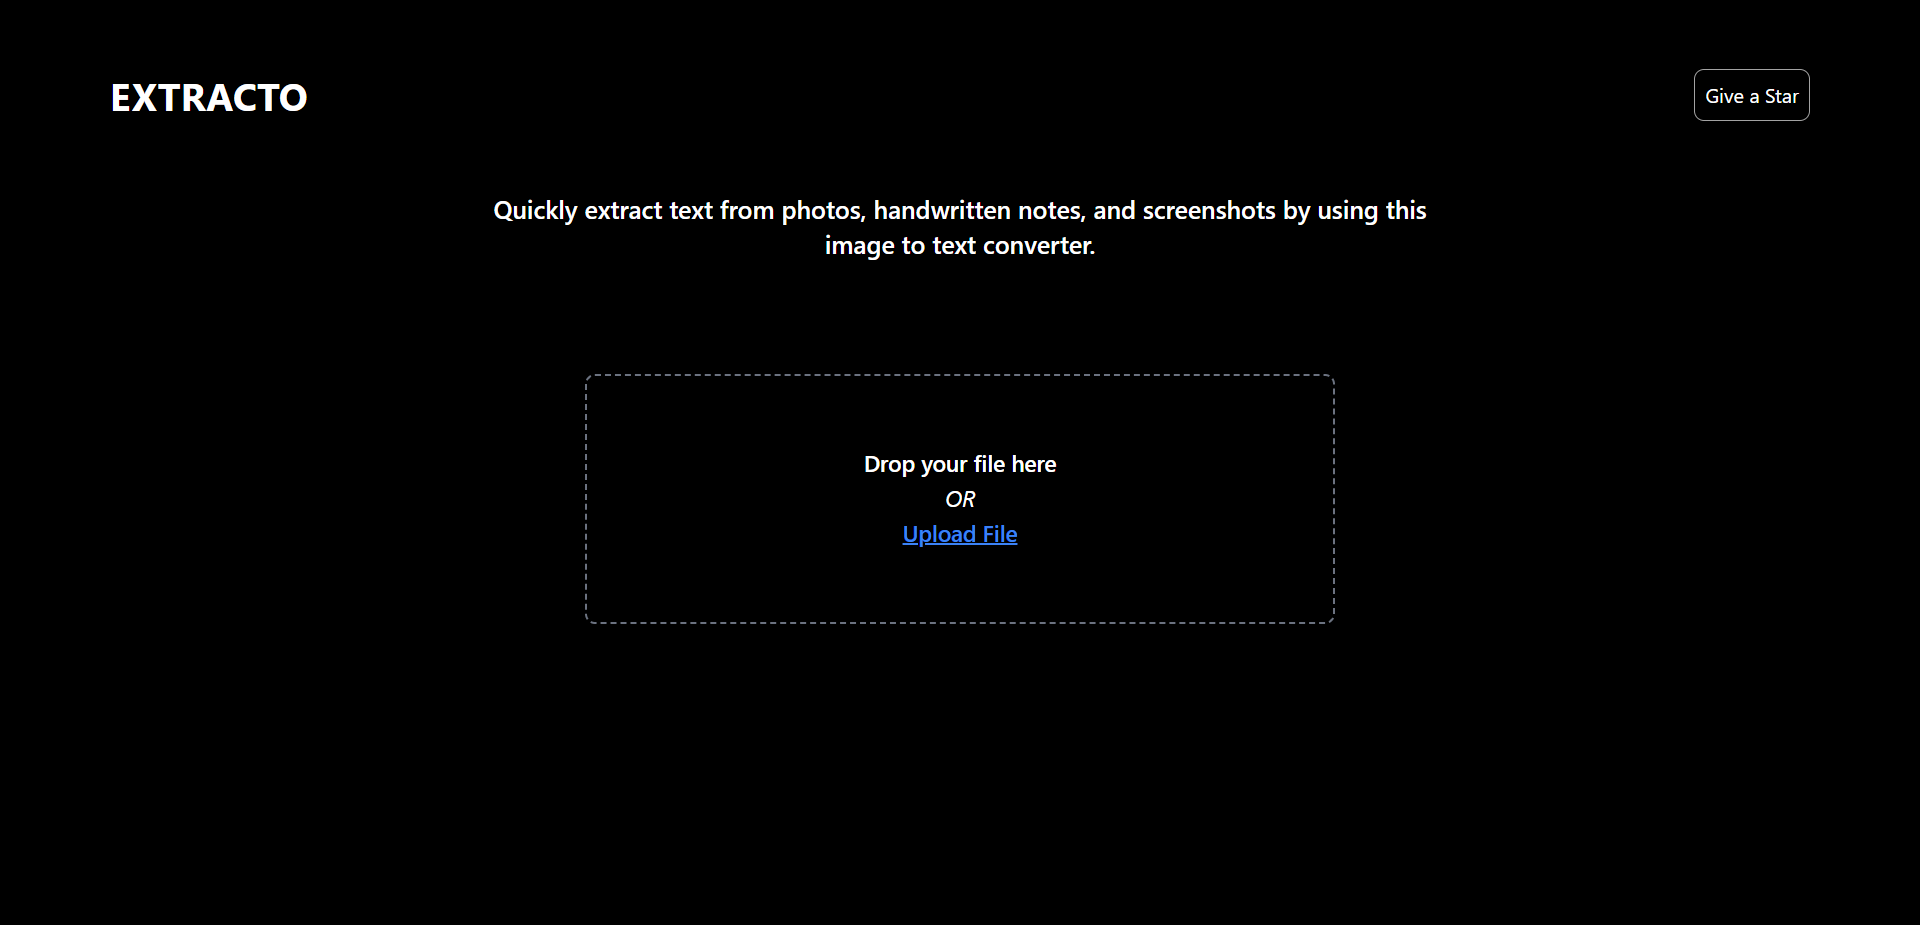 EXTRACTO
Give a Star
Quickly extract text from photos, handwritten notes, and screenshots by using this
image to text converter.
Drop your file here
OR
Upload File